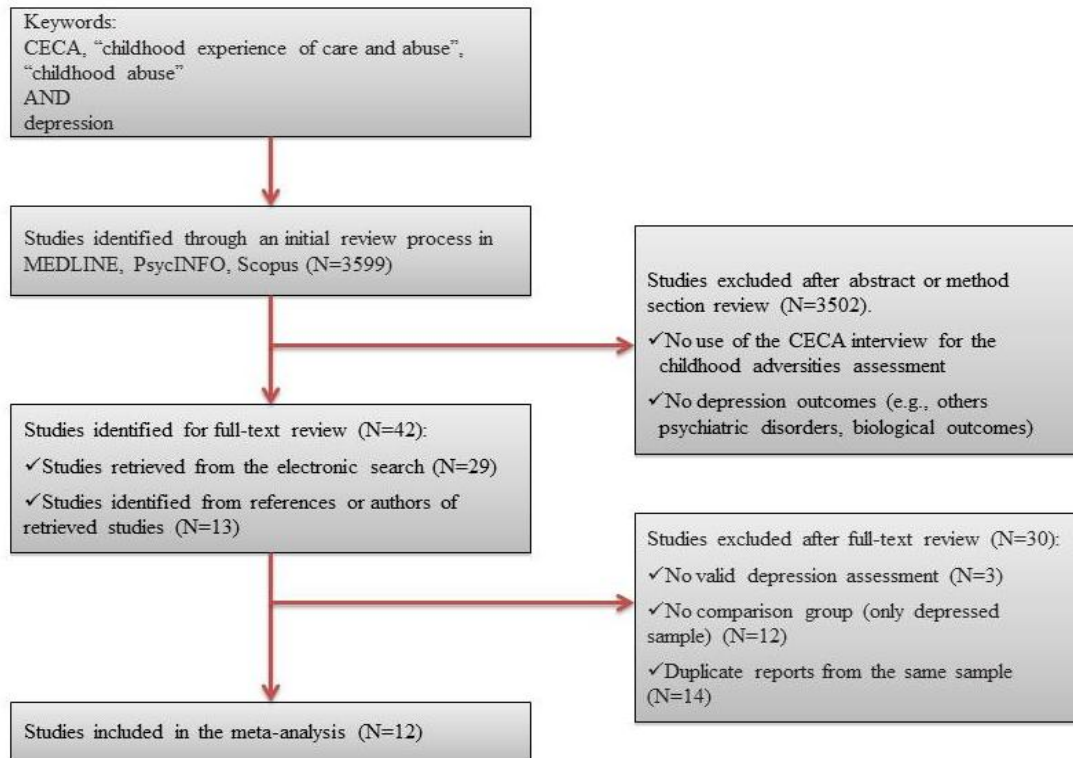 Keywords:
CECA, “childhood experience of care and abuse”,
“childhood abuse”
AND
depression
Studies identified through an initial review process in
MEDLINE, PsycINFO, Scopus (N=3599)
Studies excluded after abstract or method
section review (N=3502).
✓No use of the CECA interview for the
childhood adversities assessment
✓No depression outcomes (e.g., others
psychiatric disorders, biological outcomes)
Studies identified for full-text review (N=42):
✓Studies retrieved from the electronic search (N=29)
✓Studies identified from references or authors of
retrieved studies (N=13)
Studies excluded after full-text review (N=30):
✓No valid depression assessment (N=3)
✓No comparison group (only depressed
sample) (N=12)
✓Duplicate reports from the same sample
(N=14)
Studies included in the meta-analysis (N=12)